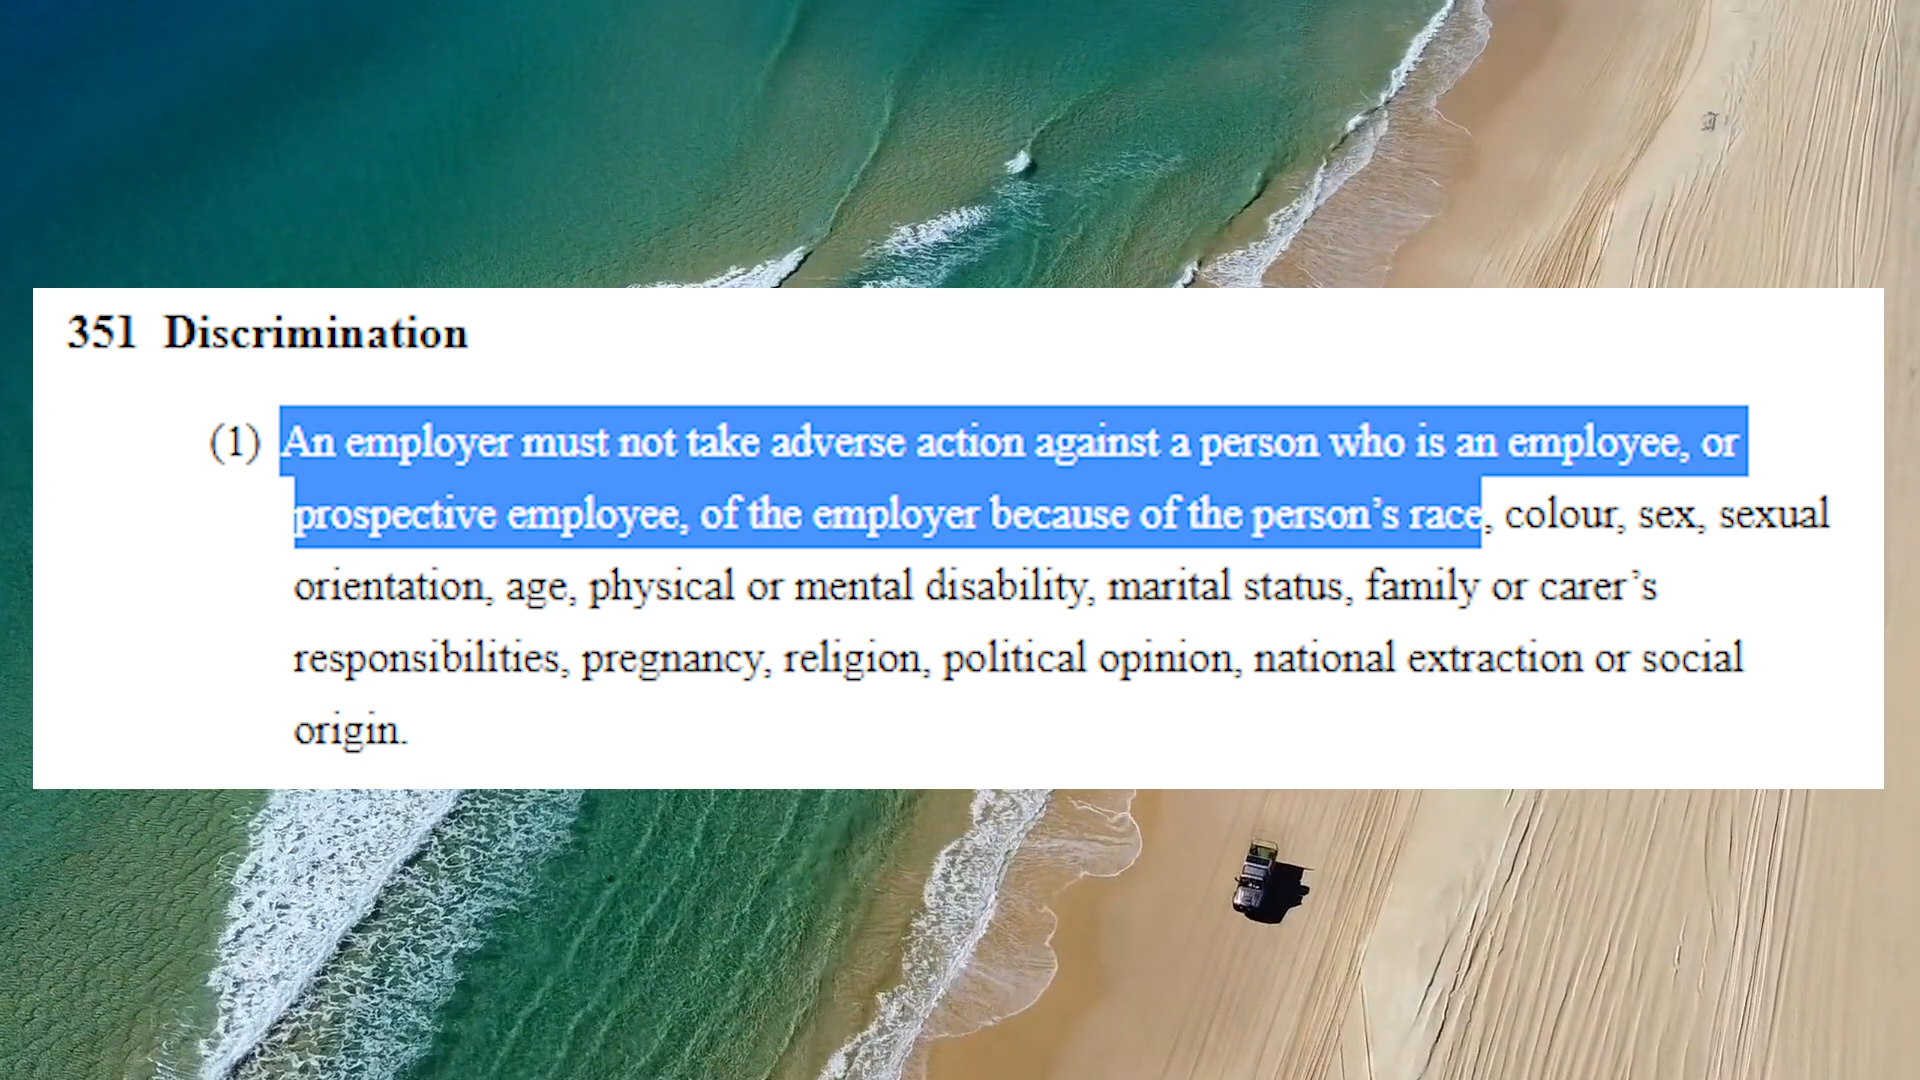 351 Discrimination
(1) An employer must not take adverse action against a person who is an employee, or
prospective employee, of the employer because of the person’s race, colour, sex, sexual
orientation, age, physical or mental disability, marital status, family or carer’s
responsibilities, pregnancy, religion, political opinion, national extraction or social
origin.